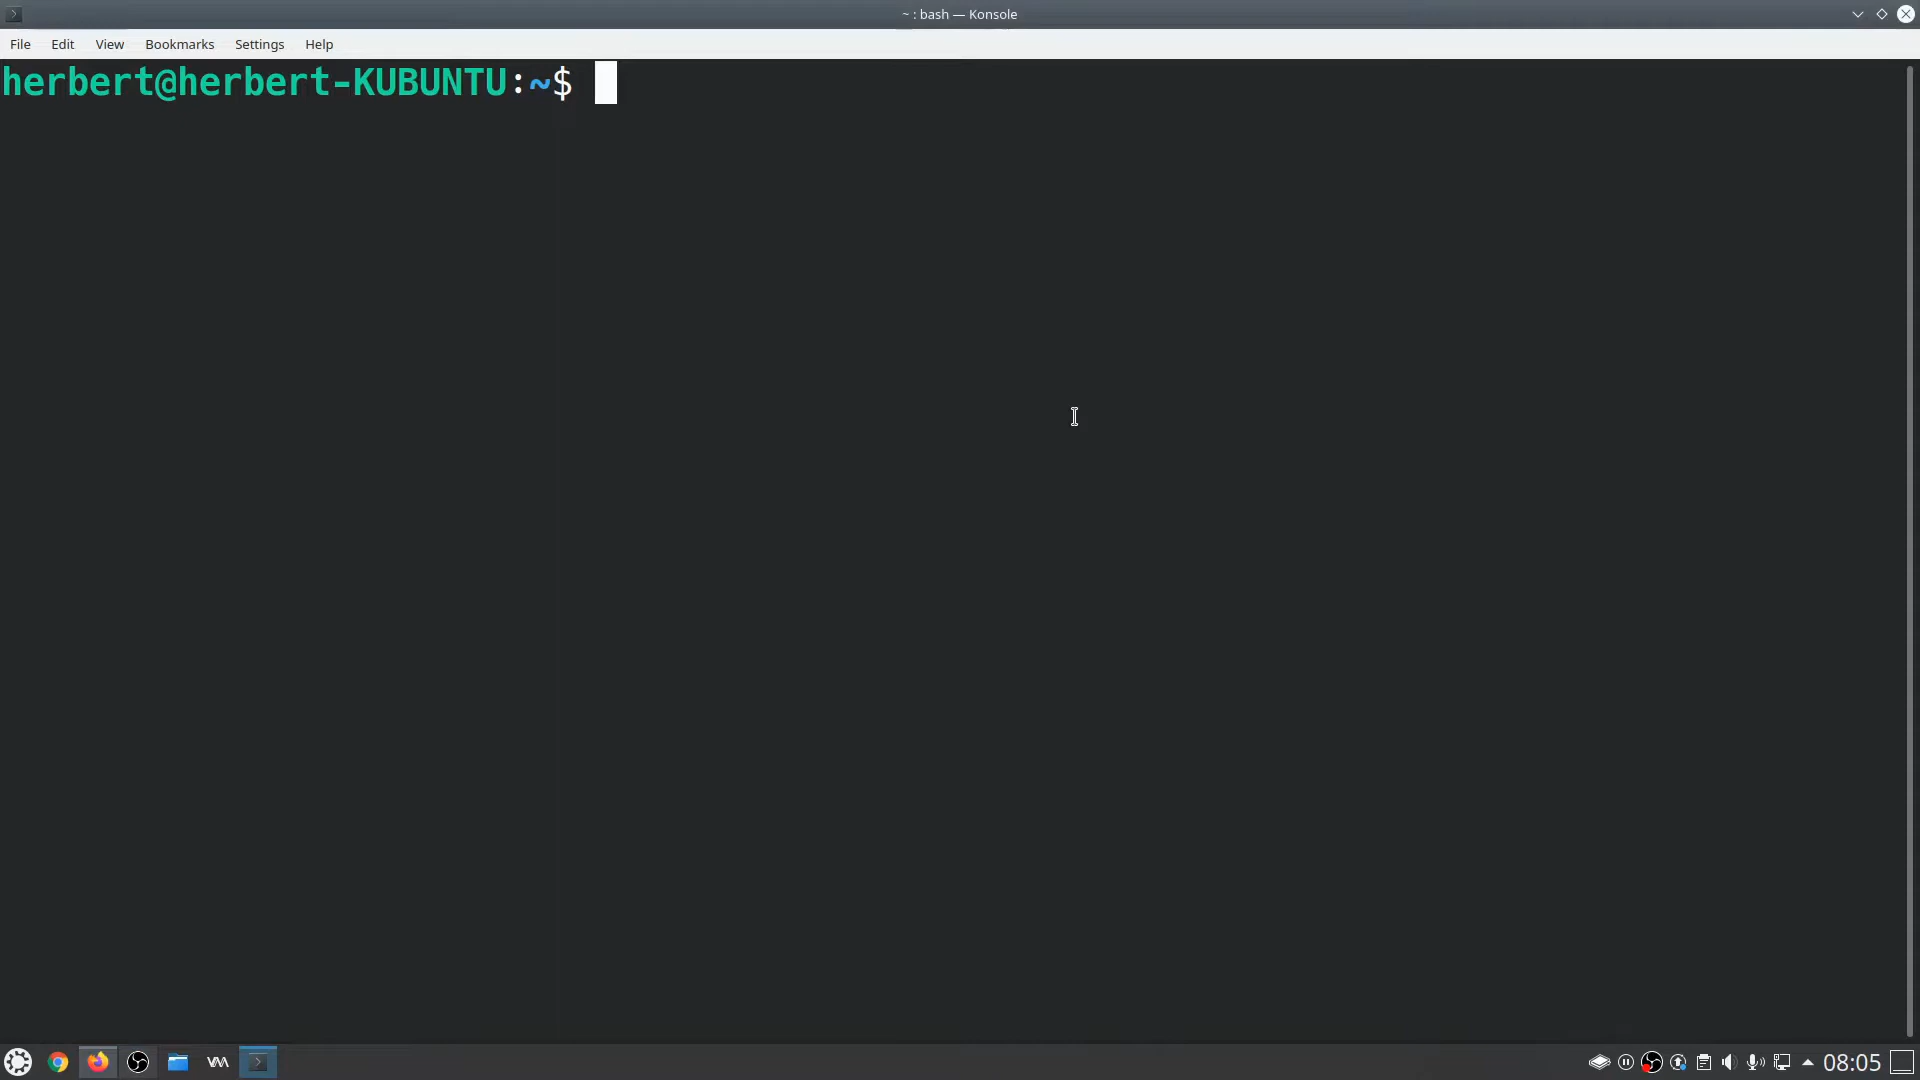 ~ : bash — Konsole
File Edit View Bookmarks Settings Help
herbert@herbert-KUBUNTU:~$
08:05